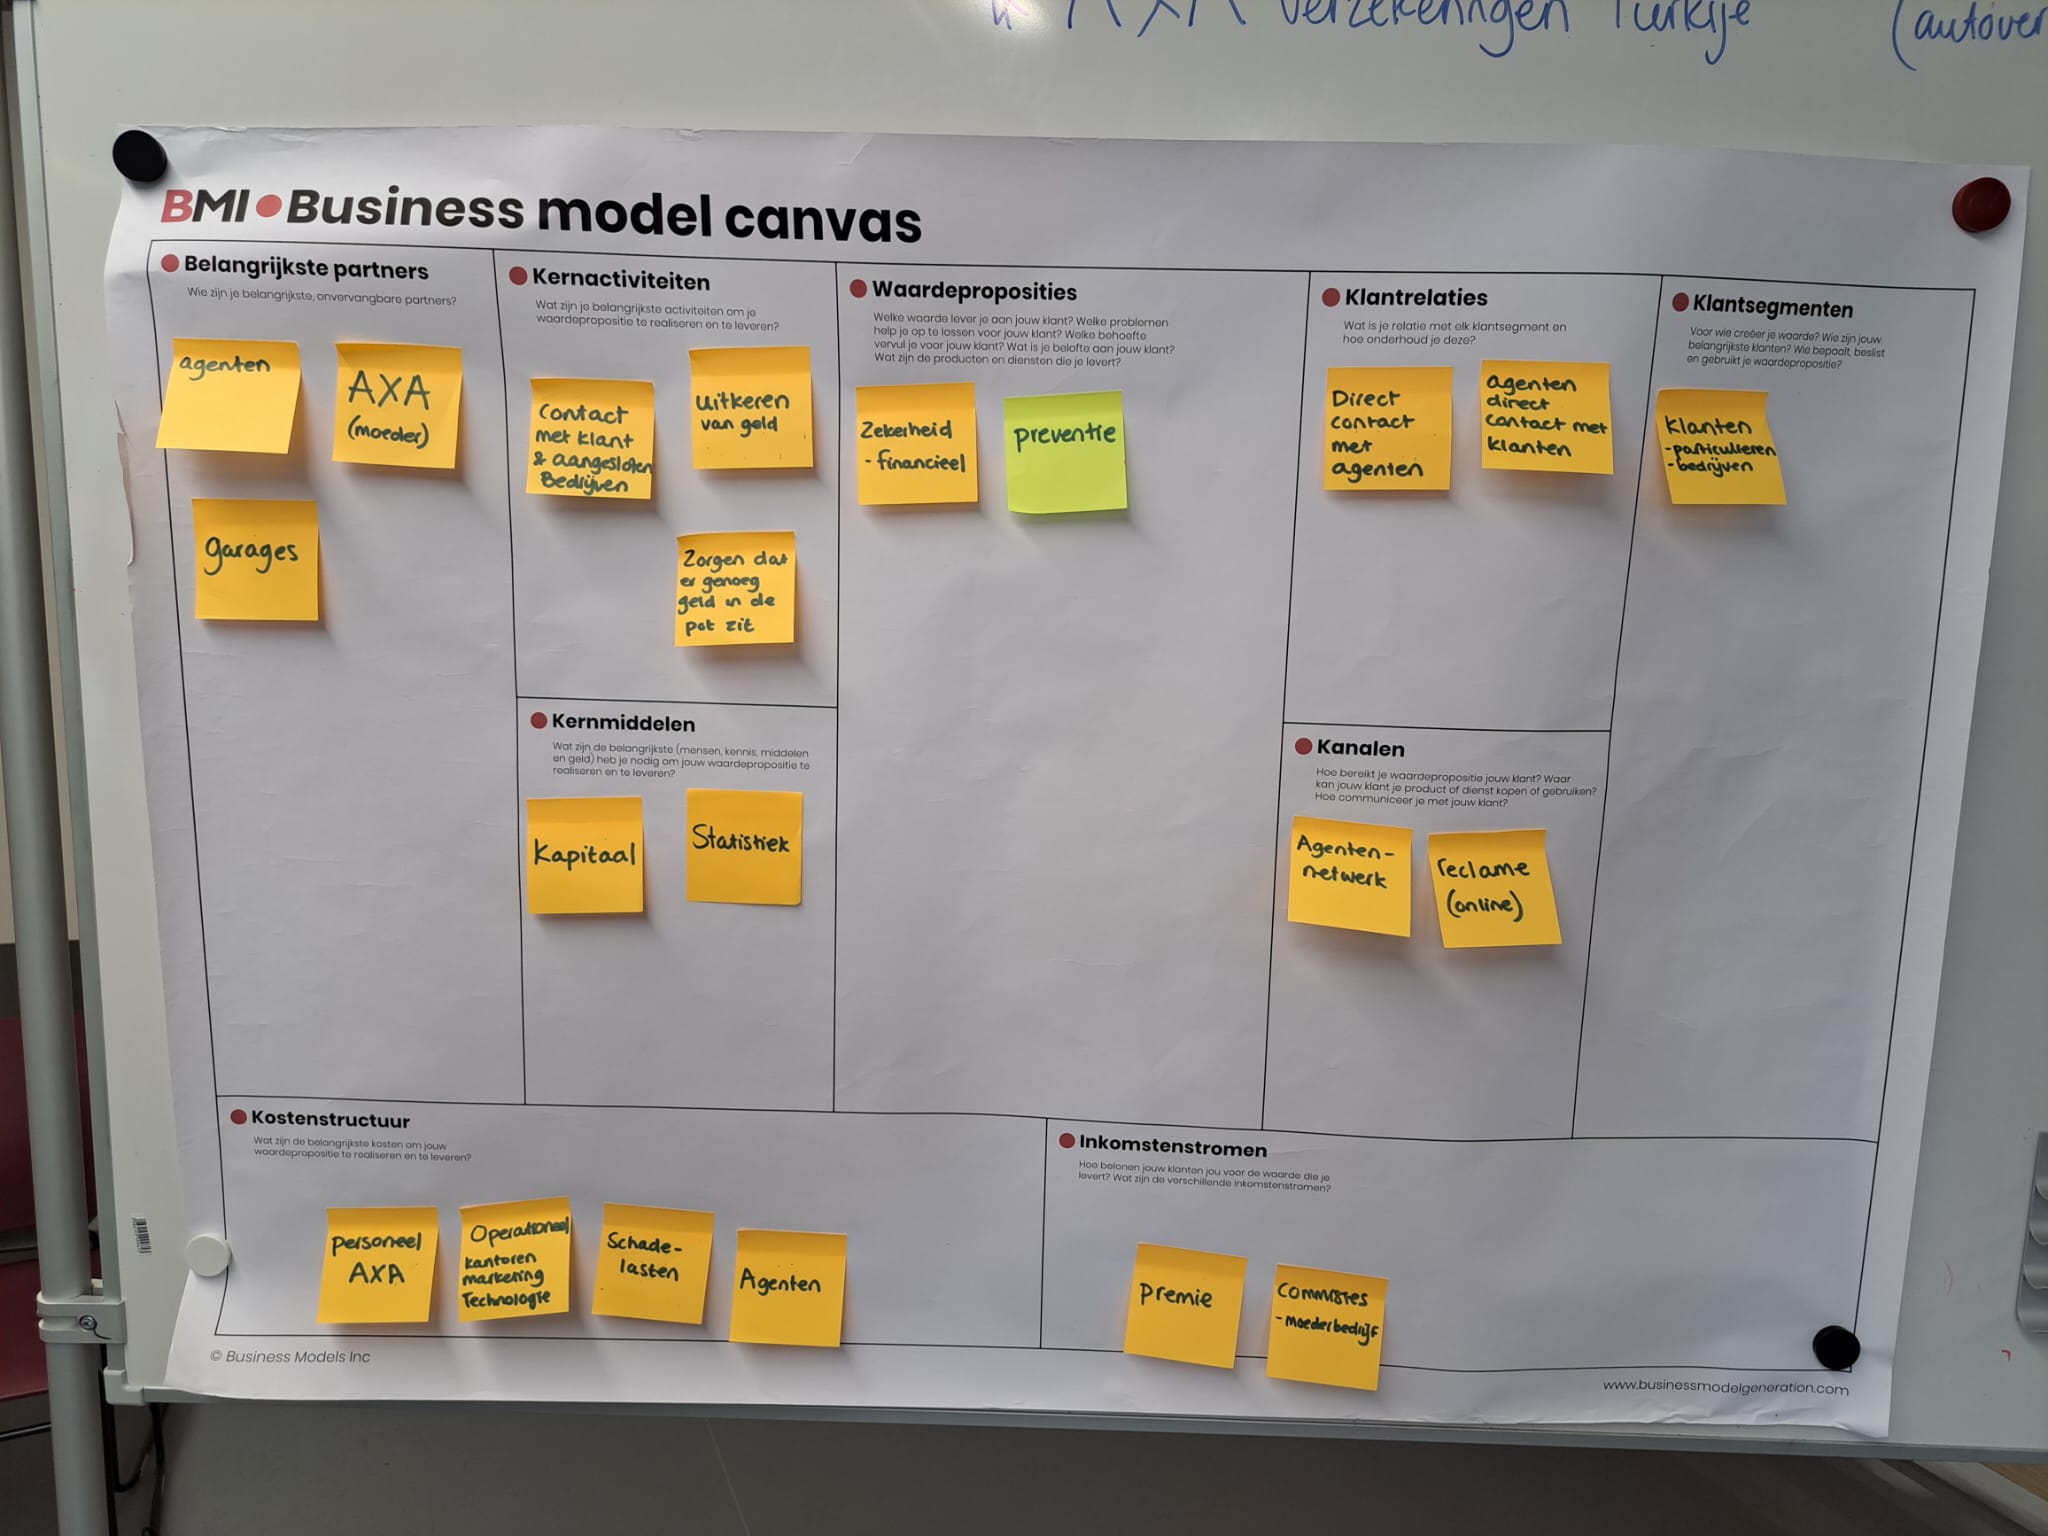 AXA verzekeringen Turkije
(autover
BMI Business model canvas
Belangrijkste partners
Wie zijn je belangrijkste, onvervangbare partners?
agenten
AXA
(moeder)
garages
Kernactiviteiten
Wat zijn je belangrijkste activiteiten om je
waardepropositie te realiseren en te leveren?
Contact
met klant
& aangesloten
Bedrijven
uitkeren
van geld
Zorgen dat
er genoeg
geld in de
pot zit
Kernmiddelen
Wat zijn de belangrijkste (mensen, kennis, middelen
en geld) heb je nodig om jouw waardepropositie te
realiseren en te leveren?
Kapitaal
Statistiek
Waardeproposities
Welke waarde lever je aan jouw klant? Welke problemen
help je op te lossen voor jouw klant? Welke behoefte
vervul je voor jouw klant? Wat is je belofte aan jouw klant?
Wat zijn de producten en diensten die je levert?
Zekerheid
- financieel
preventie
Klantrelaties
Wat is je relatie met elk klantsegment en
hoe onderhoud je deze?
Direct
contact
met
agenten
agenten
direct
contact met
klanten
Kanalen
Hoe bereikt je waardepropositie jouw klant? Waar
kan jouw klant je product of dienst kopen of gebruiken?
Hoe communiceer je met jouw klant?
Agenten-
netwerk
reclame
(online)
Klantsegmenten
Voor wie creëer je waarde? Wie zijn jouw
belangrijkste klanten? Wie bepaalt, beslist
en gebruikt je waardepropositie?
klanten
- particulieren
- bedrijven
Kostenstructuur
Wat zijn de belangrijkste kosten om jouw
waardepropositie te realiseren en te leveren?
personeel
AXA
Operationeel
kantoren
marketing
Technologie
Schade-
lasten
Agenten
Inkomstenstromen
Hoe belonen jouw klanten jou voor de waarde die je
levert? Wat zijn de verschillende inkomstenstromen?
Premie
Commissies
- moederbedrijf
© Business Models Inc
www.businessmodelgeneration.com